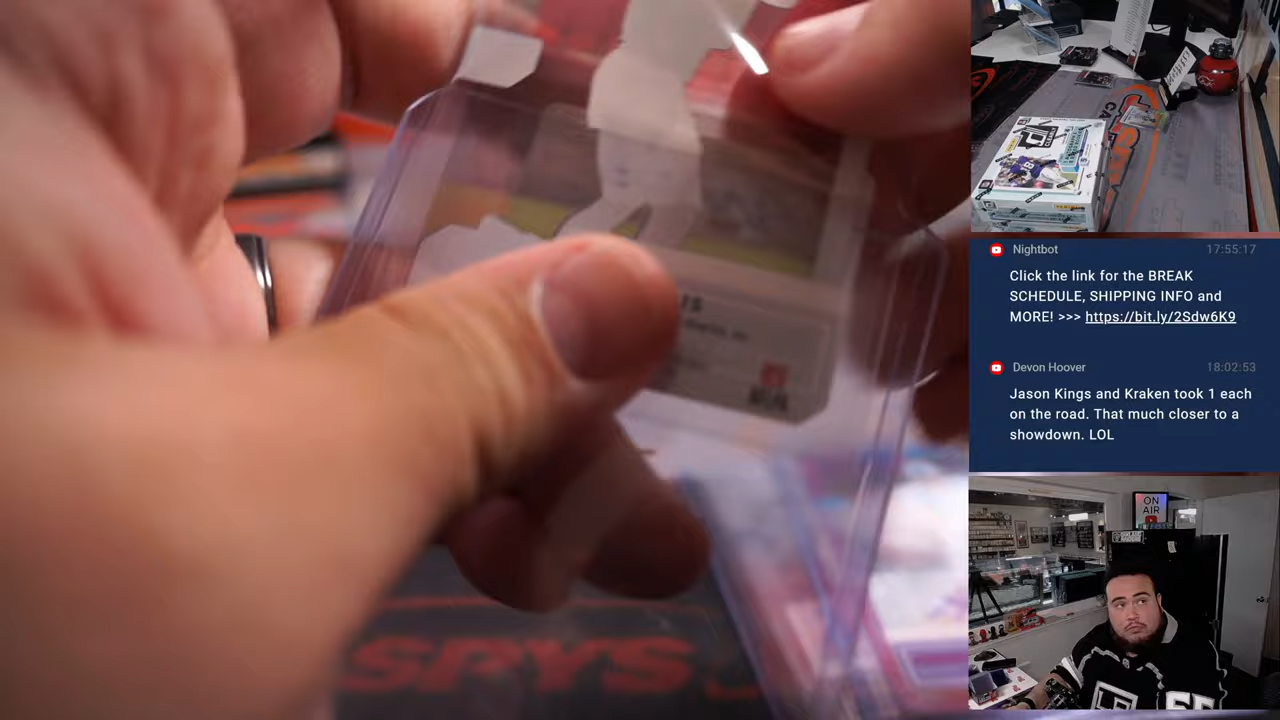 Nightbot 17:55:17
Click the link for the BREAK
SCHEDULE, SHIPPING INFO and
MORE! >>> https://bit.ly/2Sdw6K9
Devon Hoover 18:02:53
Jason Kings and Kraken took 1 each
on the road. That much closer to a
showdown. LOL
ON
AIR
SPYS